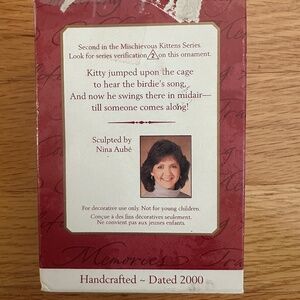 Second in the Mischievous Kittens Series.
Look for series verification 2 on this ornament.
Kitty jumped upon the cage
to hear the birdie's song,
And now he swings there in midair—
till someone comes along!
Sculpted by
Nina Aubé
For decorative use only. Not for young children.
Conçue à des fins décoratives seulement.
Ne convient pas aux jeunes enfants.
Memories
Handcrafted ~ Dated 2000